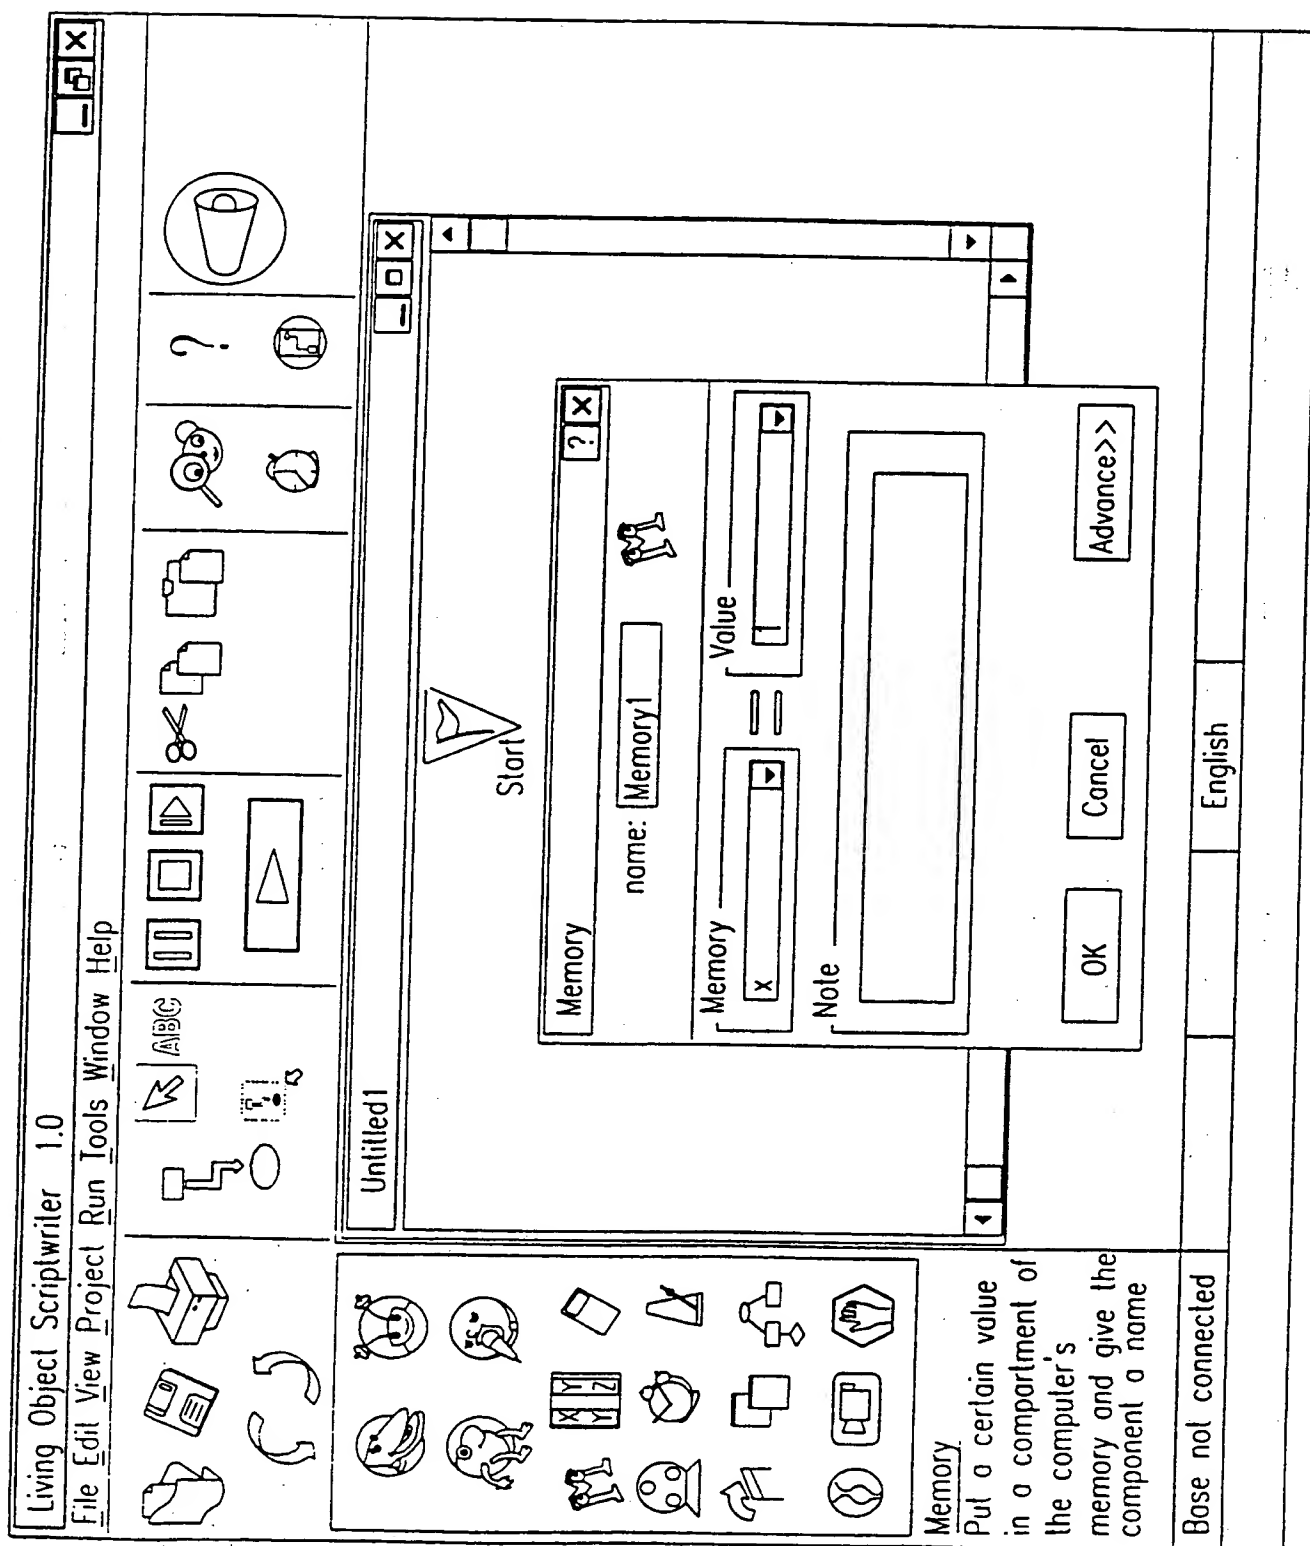 Living Object Scriptwriter 1.0
File Edit View Project Run Tools Window Help
ABC
?
Untitled1
Start
Memory
?
name: Memory1
Memory
x
Value
1
Note
OK
Cancel
Advance>>
X Y
Y Z
Memory
Put a certain value
in a compartment of
the computer's
memory and give the
component a name
Base not connected
English